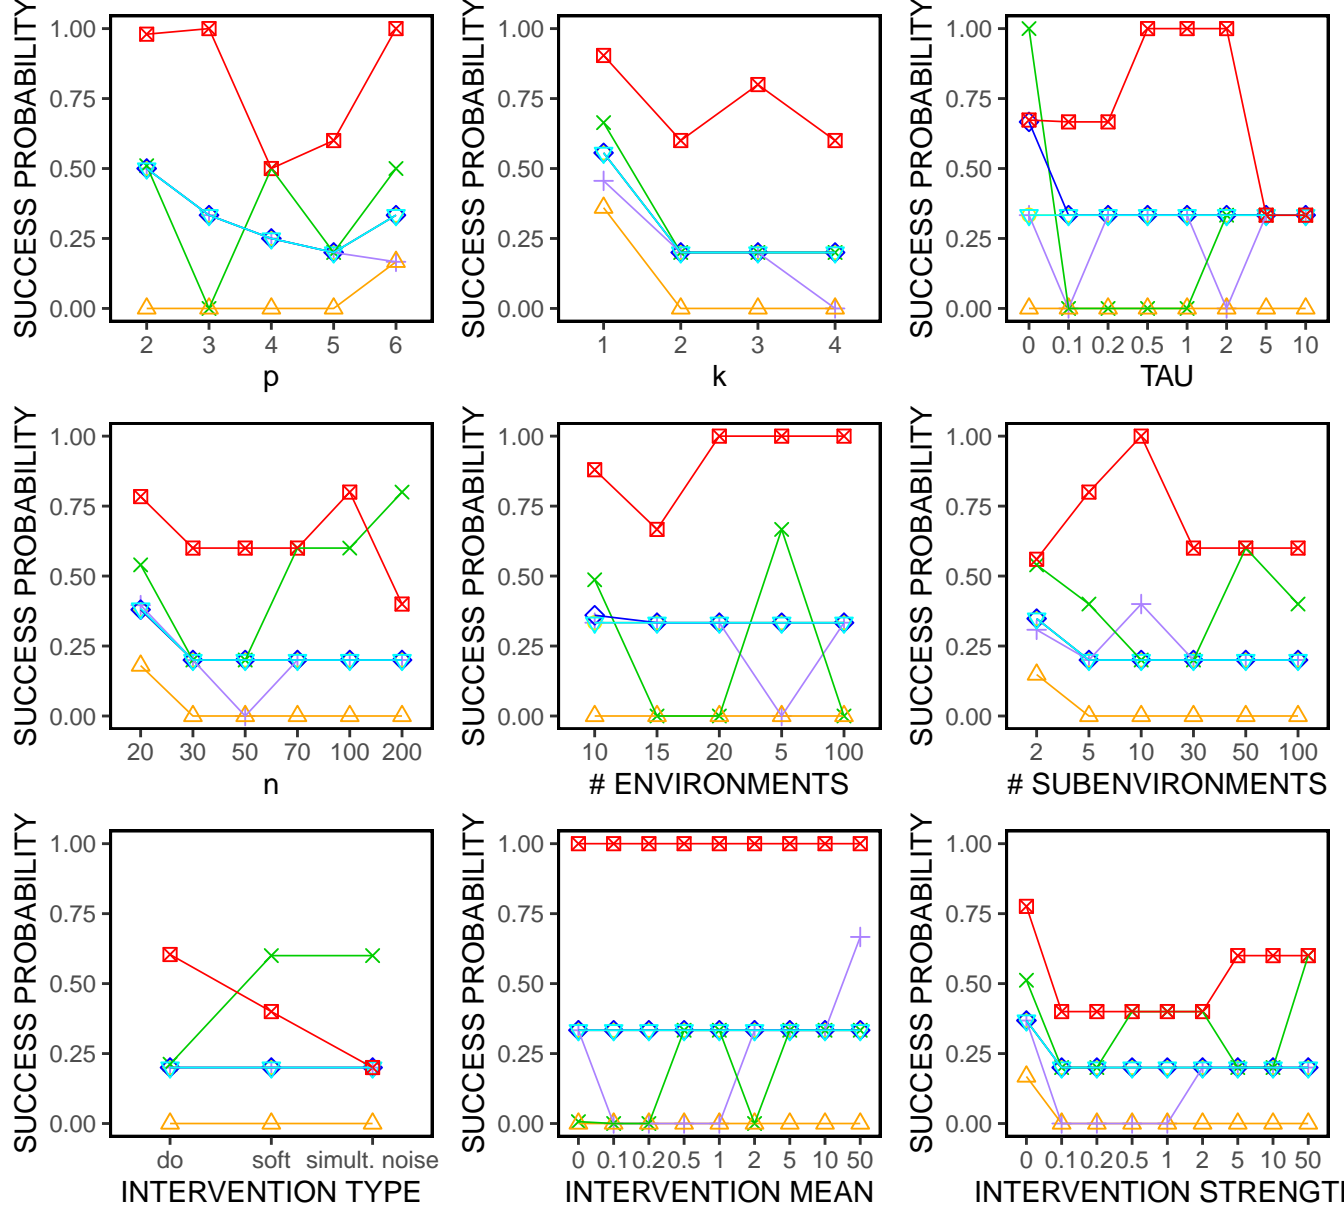 SUCCESS PROBABILITY
1.00
0.75
0.50
0.25
0.00
2 3 4 5 6
p
SUCCESS PROBABILITY
1.00
0.75
0.50
0.25
0.00
1 2 3 4
k
SUCCESS PROBABILITY
1.00
0.75
0.50
0.25
0.00
0 0.1 0.2 0.5 1 2 5 10
TAU
SUCCESS PROBABILITY
1.00
0.75
0.50
0.25
0.00
20 30 50 70 100 200
n
SUCCESS PROBABILITY
1.00
0.75
0.50
0.25
0.00
10 15 20 5 100
# ENVIRONMENTS
SUCCESS PROBABILITY
1.00
0.75
0.50
0.25
0.00
2 5 10 30 50 100
# SUBENVIRONMENTS
SUCCESS PROBABILITY
1.00
0.75
0.50
0.25
0.00
do soft simult. noise
INTERVENTION TYPE
SUCCESS PROBABILITY
1.00
0.75
0.50
0.25
0.00
0 0.1 0.2 0.5 1 2 5 10 50
INTERVENTION MEAN
SUCCESS PROBABILITY
1.00
0.75
0.50
0.25
0.00
0 0.1 0.2 0.5 1 2 5 10 50
INTERVENTION STRENGT